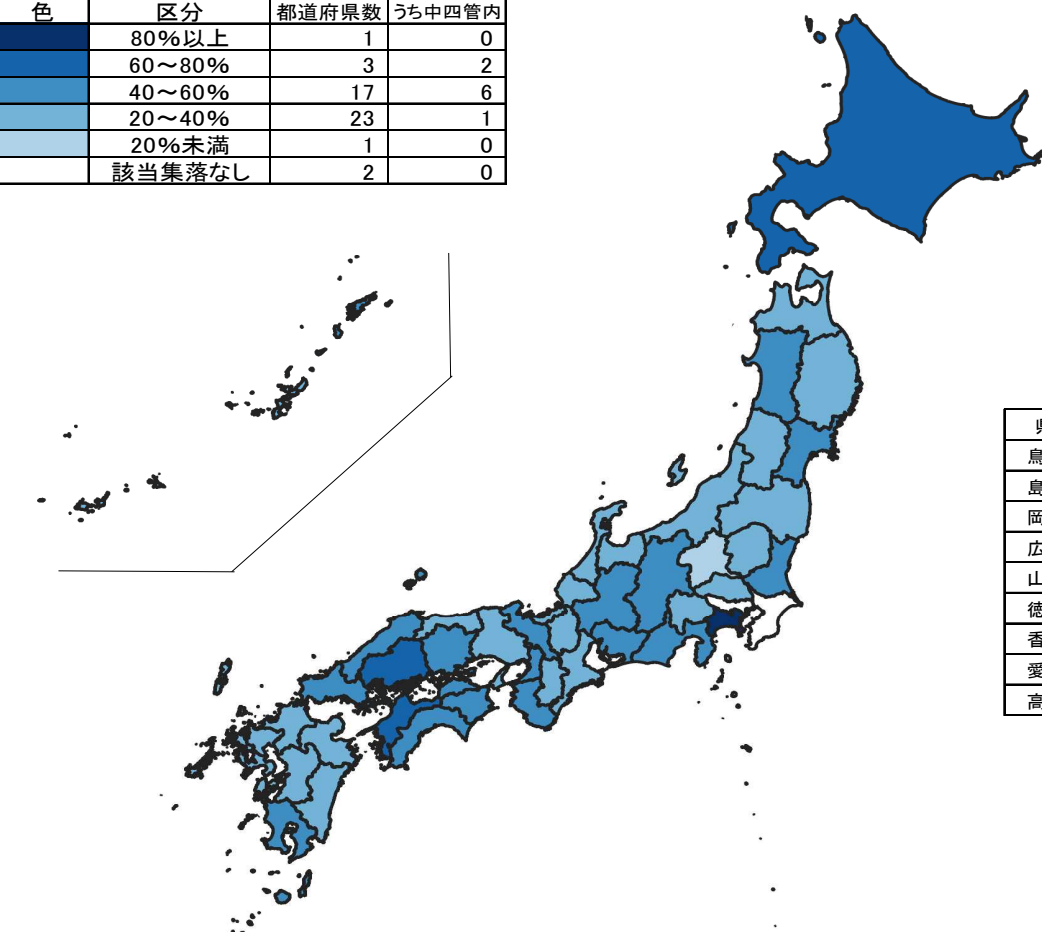 色 区分 都道府県数 うち中四管内
80%以上 1 0
60～80% 3 2
40～60% 17 6
20～40% 23 1
20%未満 1 0
該当集落なし 2 0
県
鳥
島
岡
広
山
徳
香
愛
高